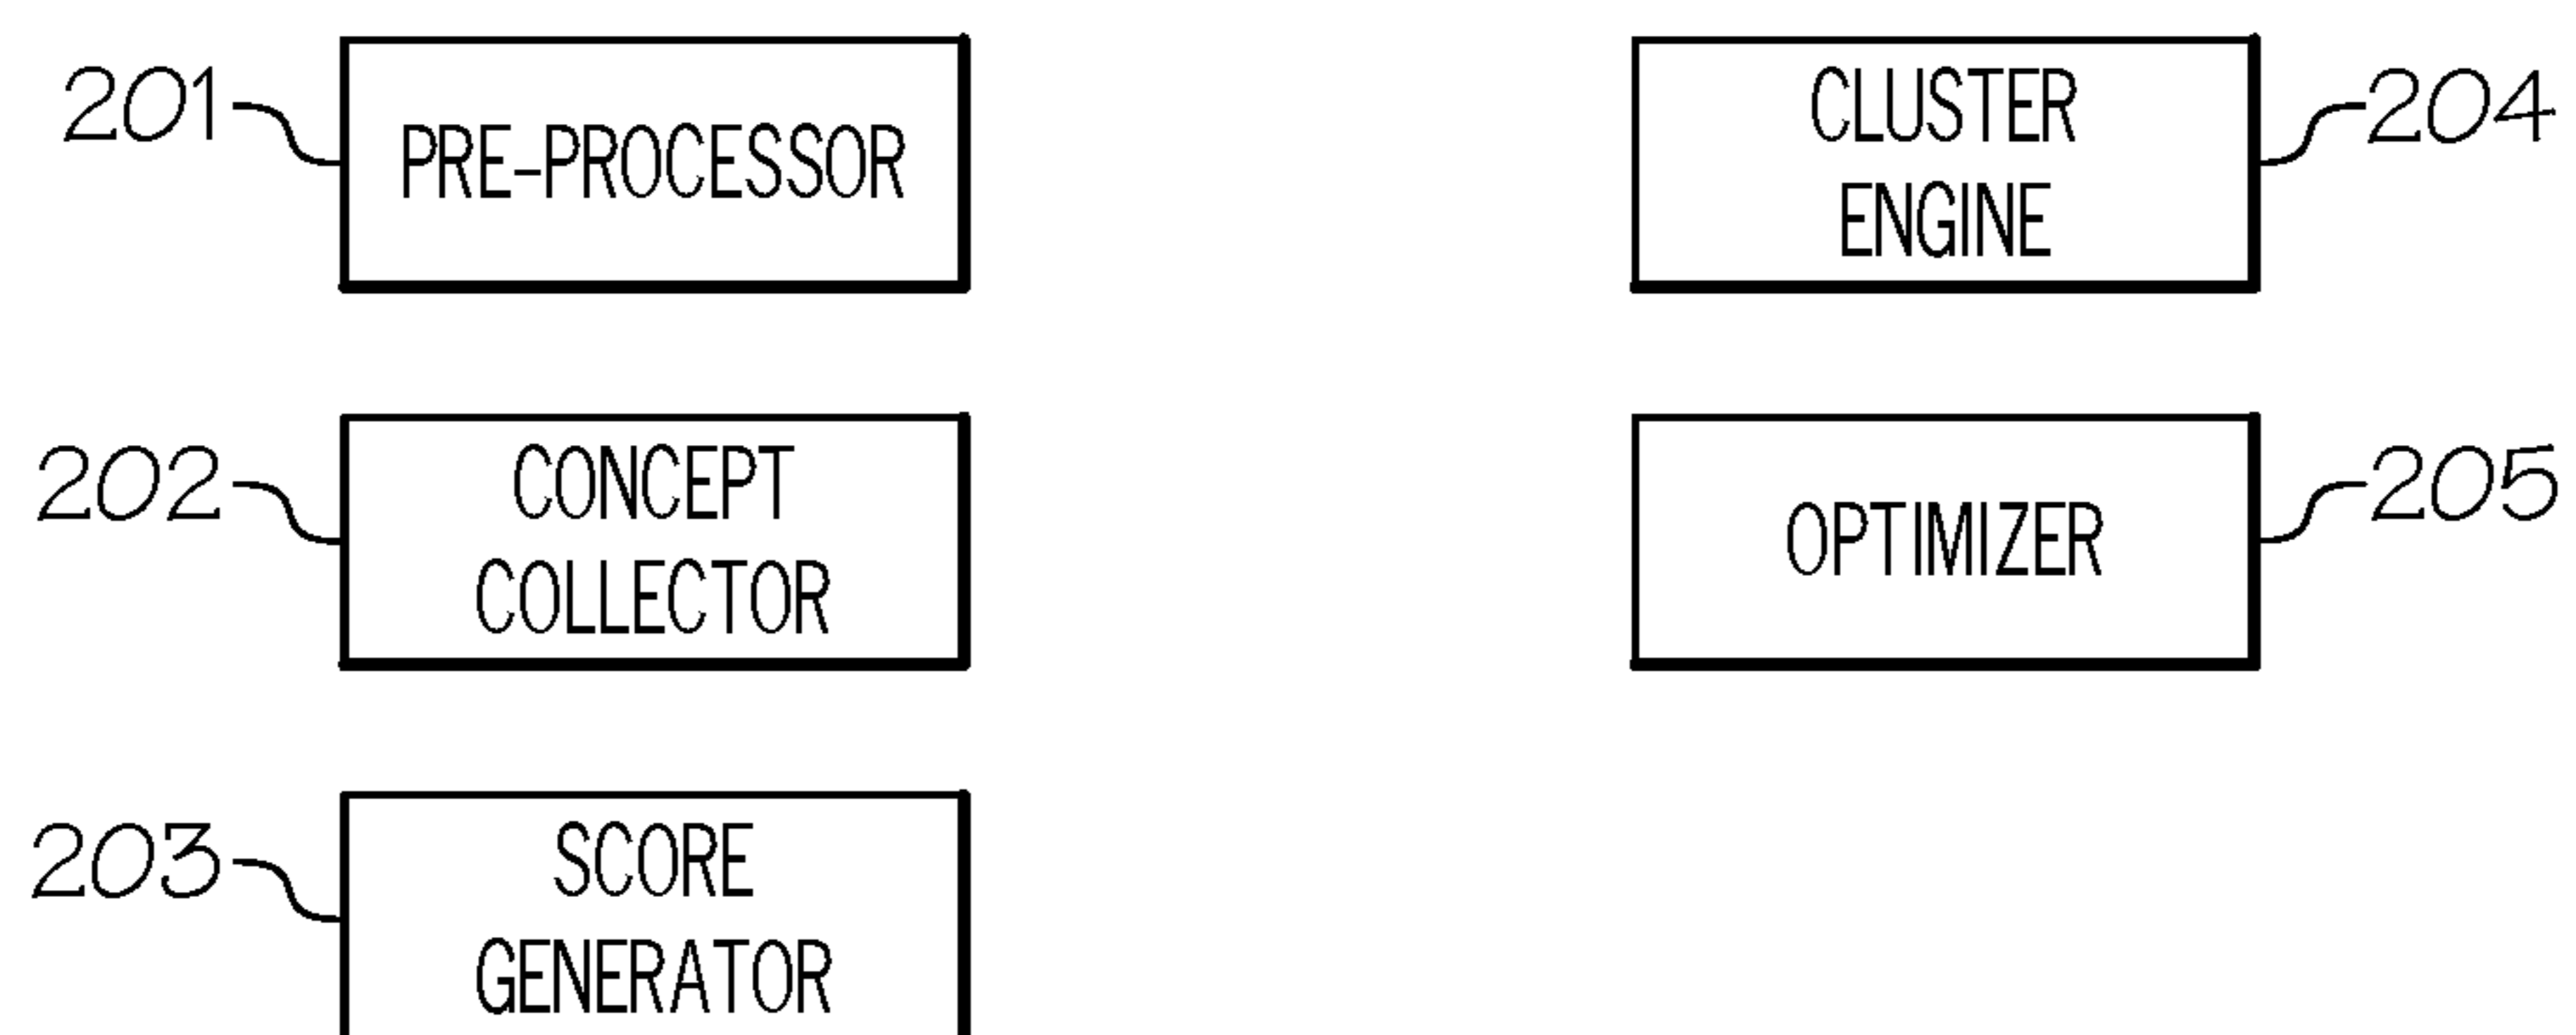 201
PRE-PROCESSOR
CLUSTER
ENGINE
204
202
CONCEPT
COLLECTOR
OPTIMIZER
205
203
SCORE
GENERATOR